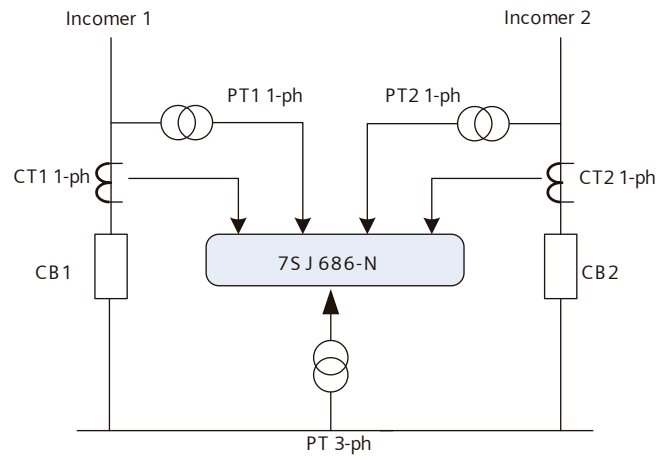 Incomer 1
Incomer 2
PT1 1-ph
PT2 1-ph
CT1 1-ph
CT2 1-ph
7SJ686-N
CB1
CB2
PT 3-ph